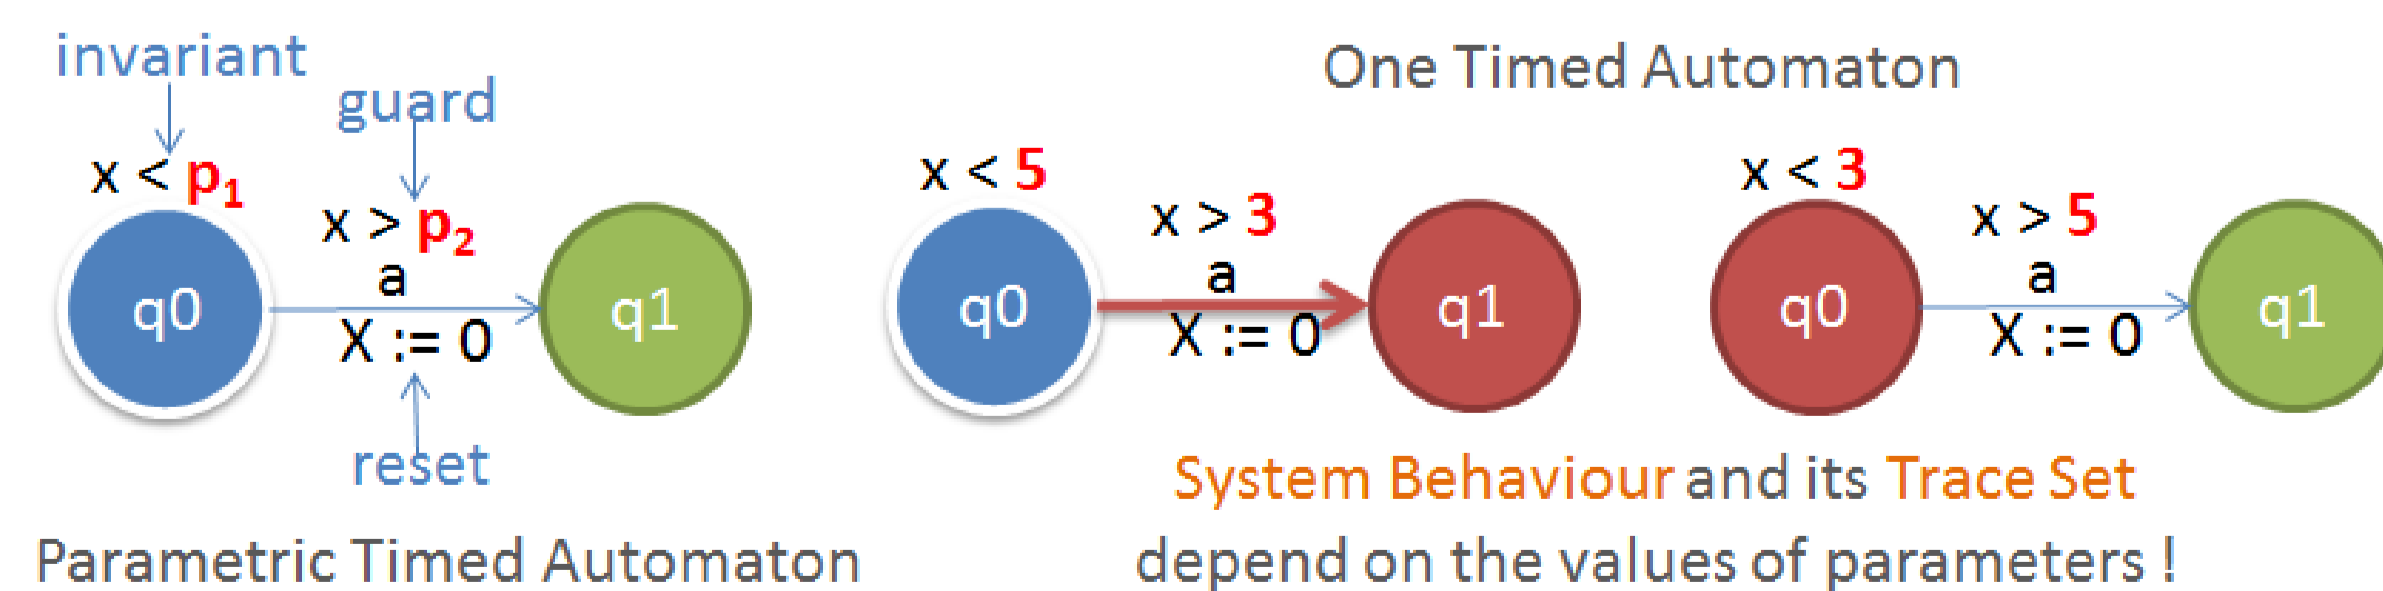 invariant
guard
x < p₁
x > p₂
a
q0
q1
X := 0
reset
Parametric Timed Automaton
One Timed Automaton
x < 5
x > 3
a
q0
q1
X := 0
x < 3
x > 5
a
q0
q1
X := 0
System Behaviour and its Trace Set
depend on the values of parameters !